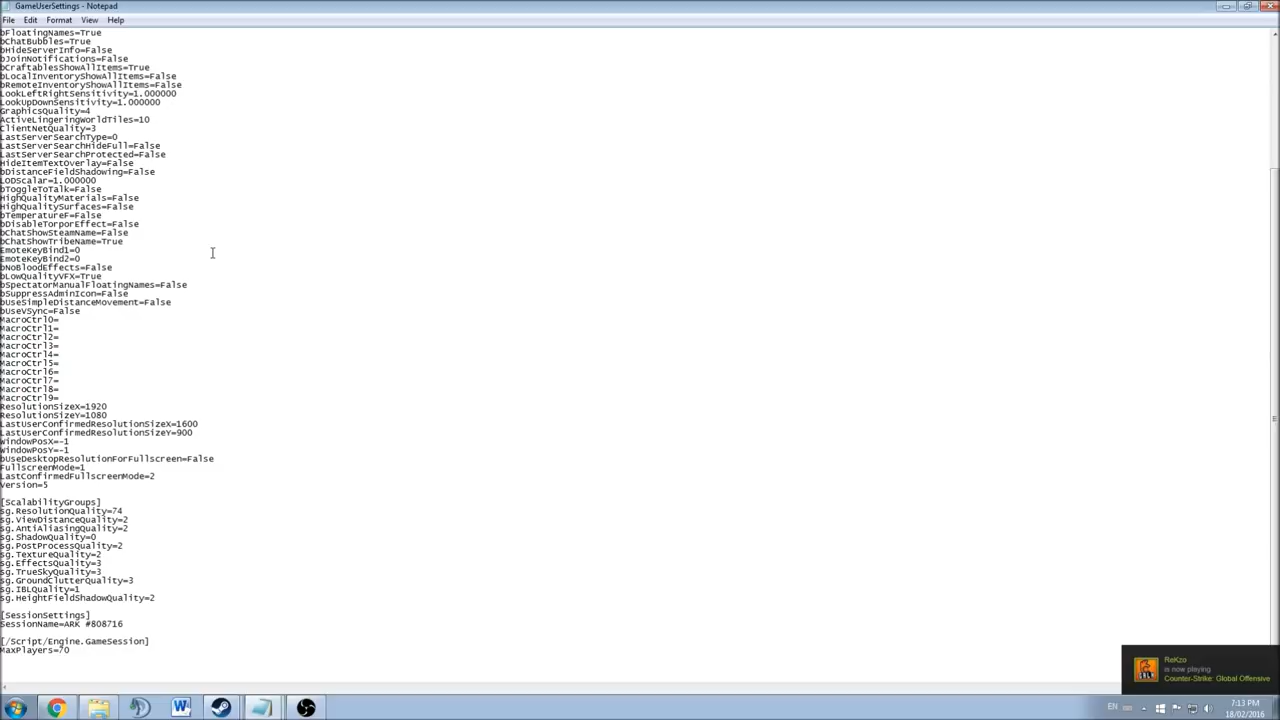 GameUserSettings - Notepad
File Edit Format View Help
bFloatingNames=True
bChatBubbles=True
bHideServerInfo=False
bJoinNotifications=False
bCraftablesShowAllItems=True
bLocalInventoryShowAllItems=False
bRemoteInventoryShowAllItems=False
LookLeftRightSensitivity=1.000000
LookUpDownSensitivity=1.000000
GraphicsQuality=4
ActiveLingeringWorldTiles=10
ClientNetQuality=3
LastServerSearchType=0
LastServerSearchHideFull=False
LastServerSearchProtected=False
HideItemTextOverlay=False
bDistanceFieldShadowing=False
LODScalar=1.000000
bToggleToTalk=False
HighQualityMaterials=False
HighQualitySurfaces=False
bTemperatureF=False
bDisableTorporEffect=False
bChatShowSteamName=False
bChatShowTribeName=True
EmoteKeyBind1=0
EmoteKeyBind2=0
bNoBloodEffects=False
bLowQualityVFX=True
bSpectatorManualFloatingNames=False
bSuppressAdminIcon=False
bUseSimpleDistanceMovement=False
bUseVSync=False
MacroCtrl0=
MacroCtrl1=
MacroCtrl2=
MacroCtrl3=
MacroCtrl4=
MacroCtrl5=
MacroCtrl6=
MacroCtrl7=
MacroCtrl8=
MacroCtrl9=
ResolutionSizeX=1920
ResolutionSizeY=1080
LastUserConfirmedResolutionSizeX=1600
LastUserConfirmedResolutionSizeY=900
WindowPosX=-1
WindowPosY=-1
bUseDesktopResolutionForFullscreen=False
FullscreenMode=1
LastConfirmedFullscreenMode=2
Version=5
[ScalabilityGroups]
sg.ResolutionQuality=74
sg.ViewDistanceQuality=2
sg.AntiAliasingQuality=2
sg.ShadowQuality=0
sg.PostProcessQuality=2
sg.TextureQuality=2
sg.EffectsQuality=3
sg.TrueSkyQuality=3
sg.GroundClutterQuality=3
sg.IBLQuality=1
sg.HeightFieldShadowQuality=2
[SessionSettings]
SessionName=ARK #808716
[/Script/Engine.GameSession]
MaxPlayers=70
ReKzo
is now playing
Counter-Strike: Global Offensive
EN
7:13 PM
18/02/2016